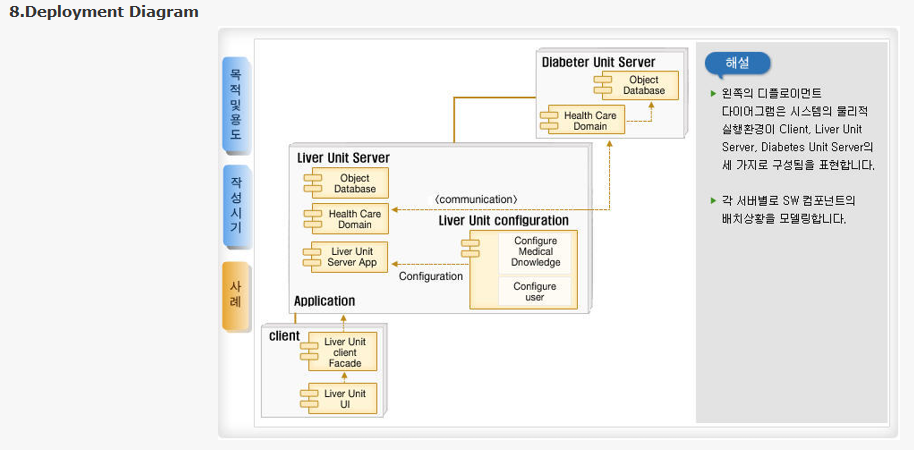 8.Deployment Diagram
목적및용도
작성시기
사례
Diabeter Unit Server
Object
Database
Health Care
Domain
Liver Unit Server
Object
Database
Health Care
Domain
Liver Unit
Server App
〈communication〉
Liver Unit configuration
Configure
Medical
Dnowledge
Configure
user
Configuration
Application
client
Liver Unit
client
Facade
Liver Unit
UI
해설
왼쪽의 디플로이먼트
다이어그램은 시스템의 물리적
실행환경이 Client, Liver Unit
Server, Diabetes Unit Server의
세 가지로 구성됨을 표현합니다.
각 서버별로 SW 컴포넌트의
배치상황을 모델링합니다.